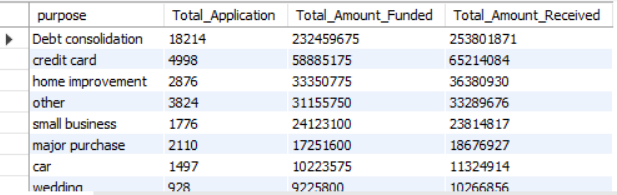 purpose Total_Application Total_Amount_Funded Total_Amount_Received
Debt consolidation 18214 232459675 253801871
credit card 4998 58885175 65214084
home improvement 2876 33350775 36380930
other 3824 31155750 33289676
small business 1776 24123100 23814817
major purchase 2110 17251600 18676927
car 1497 10223575 11324914
wedding 928 9225800 10266856